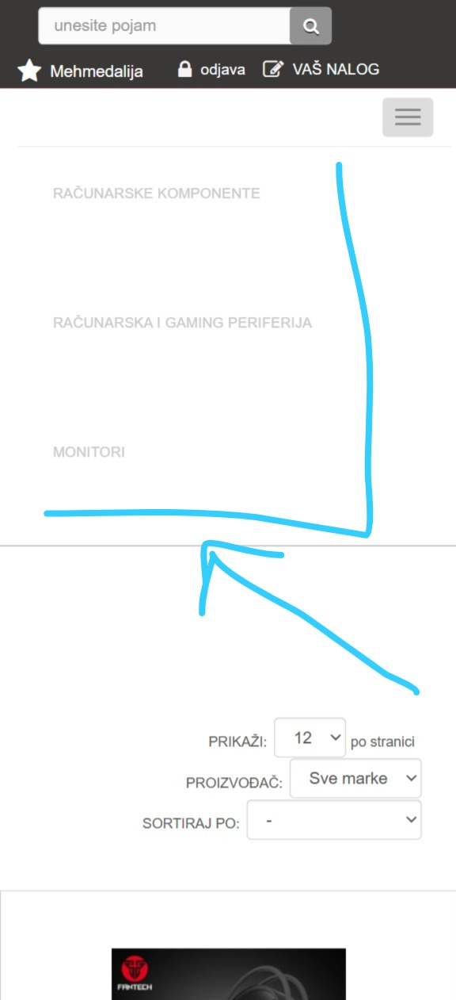 unesite pojam
Mehmedalija odjava VAŠ NALOG
RAČUNARSKE KOMPONENTE
RAČUNARSKA I GAMING PERIFERIJA
MONITORI
PRIKAŽI: 12 po stranici
PROIZVOĐAČ: Sve marke
SORTIRAJ PO: -
FANTECH